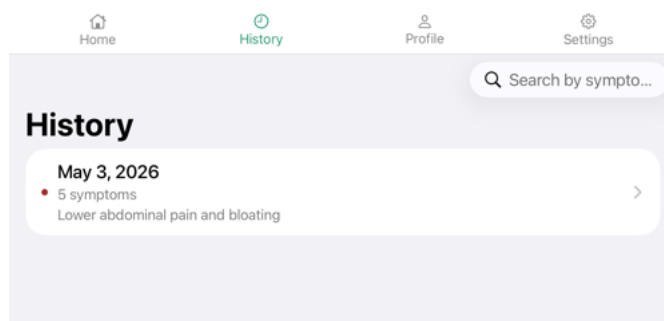 Home
History
Profile
Settings
Search by sympto...
History
May 3, 2026
5 symptoms
Lower abdominal pain and bloating